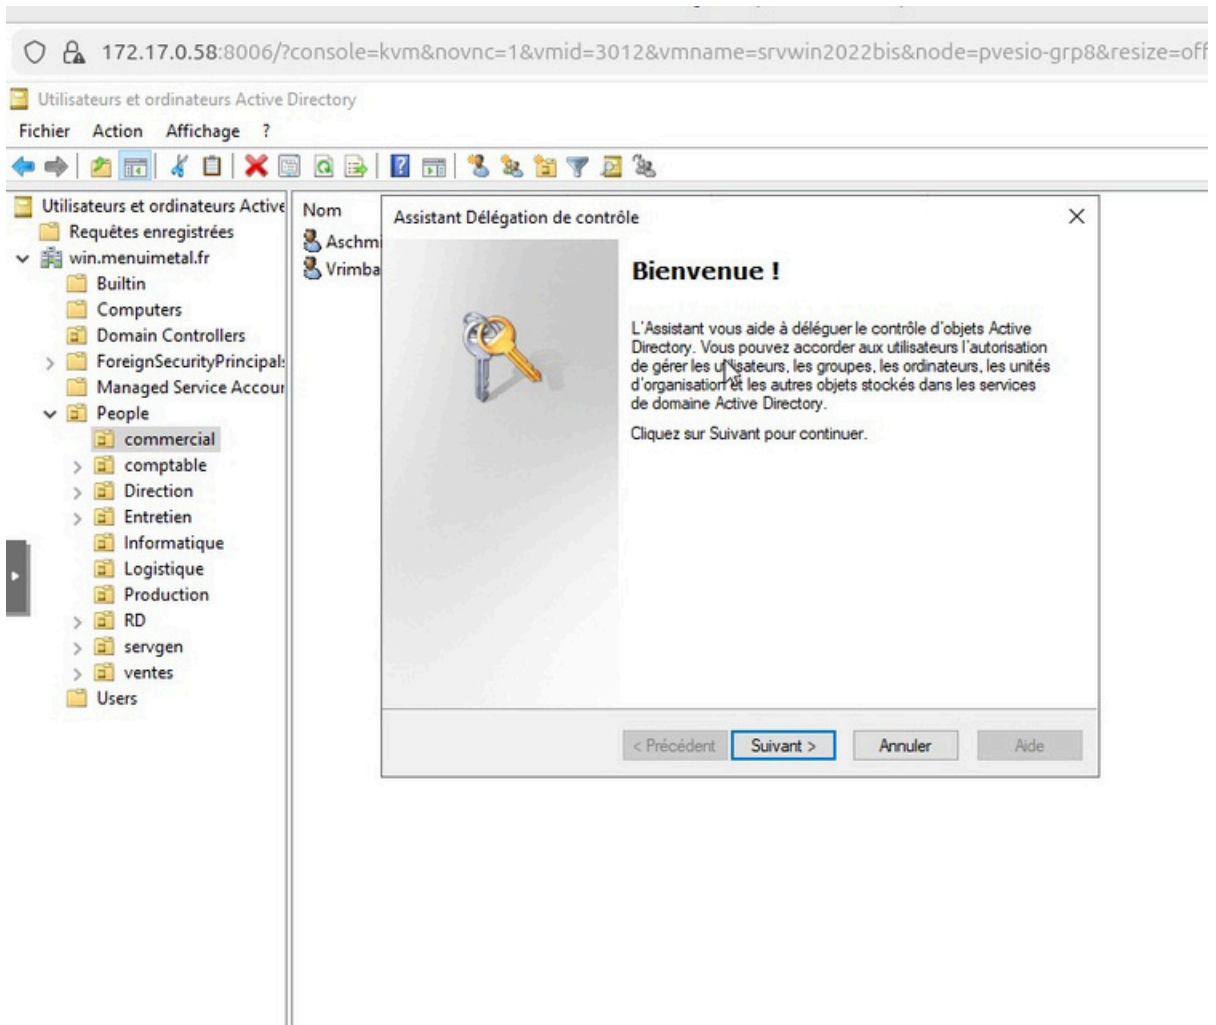 172.17.0.58:8006/?console=kvm&novnc=1&vmid=3012&vmname=srvwin2022bis&node=pvesio-grp8&resize=off
Utilisateurs et ordinateurs Active Directory
Fichier Action Affichage ?
Utilisateurs et ordinateurs Active
Requêtes enregistrées
win.menuimetal.fr
Builtin
Computers
Domain Controllers
ForeignSecurityPrincipals
Managed Service Accour
People
commercial
comptable
Direction
Entretien
Informatique
Logistique
Production
RD
servgen
ventes
Users
Nom
Aschmi
Vrimba
Assistant Délégation de contrôle
Bienvenue !
L'Assistant vous aide à déléguer le contrôle d'objets Active
Directory. Vous pouvez accorder aux utilisateurs l'autorisation
de gérer les utilisateurs, les groupes, les ordinateurs, les unités
d'organisation et les autres objets stockés dans les services
de domaine Active Directory.
Cliquez sur Suivant pour continuer.
< Précédent Suivant > Annuler Aide